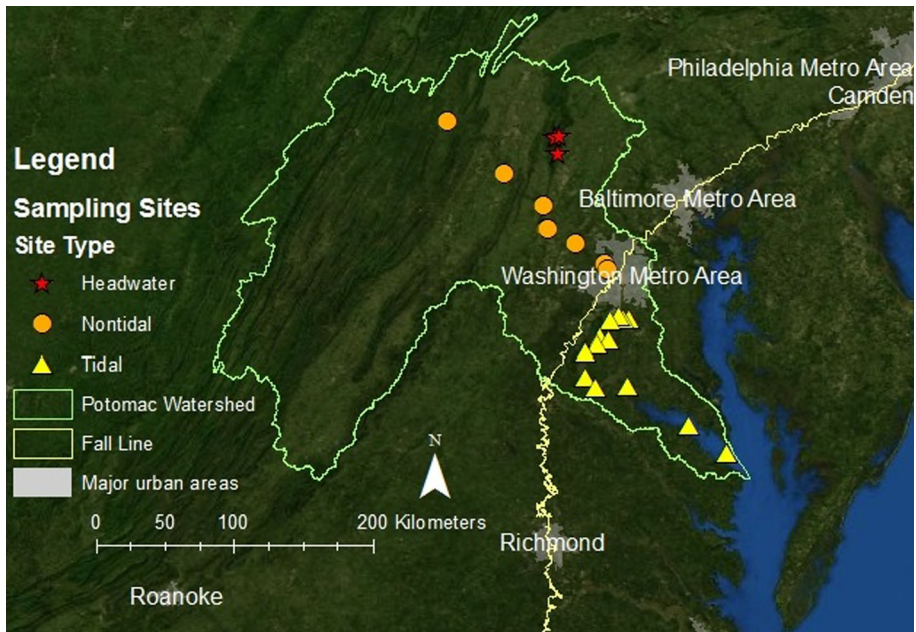 Philadelphia Metro Area
Camden
Legend
Sampling Sites
Site Type
Headwater
Nontidal
Tidal
Potomac Watershed
Fall Line
Major urban areas
Baltimore Metro Area
Washington Metro Area
N
0 50 100 200 Kilometers
Richmond
Roanoke